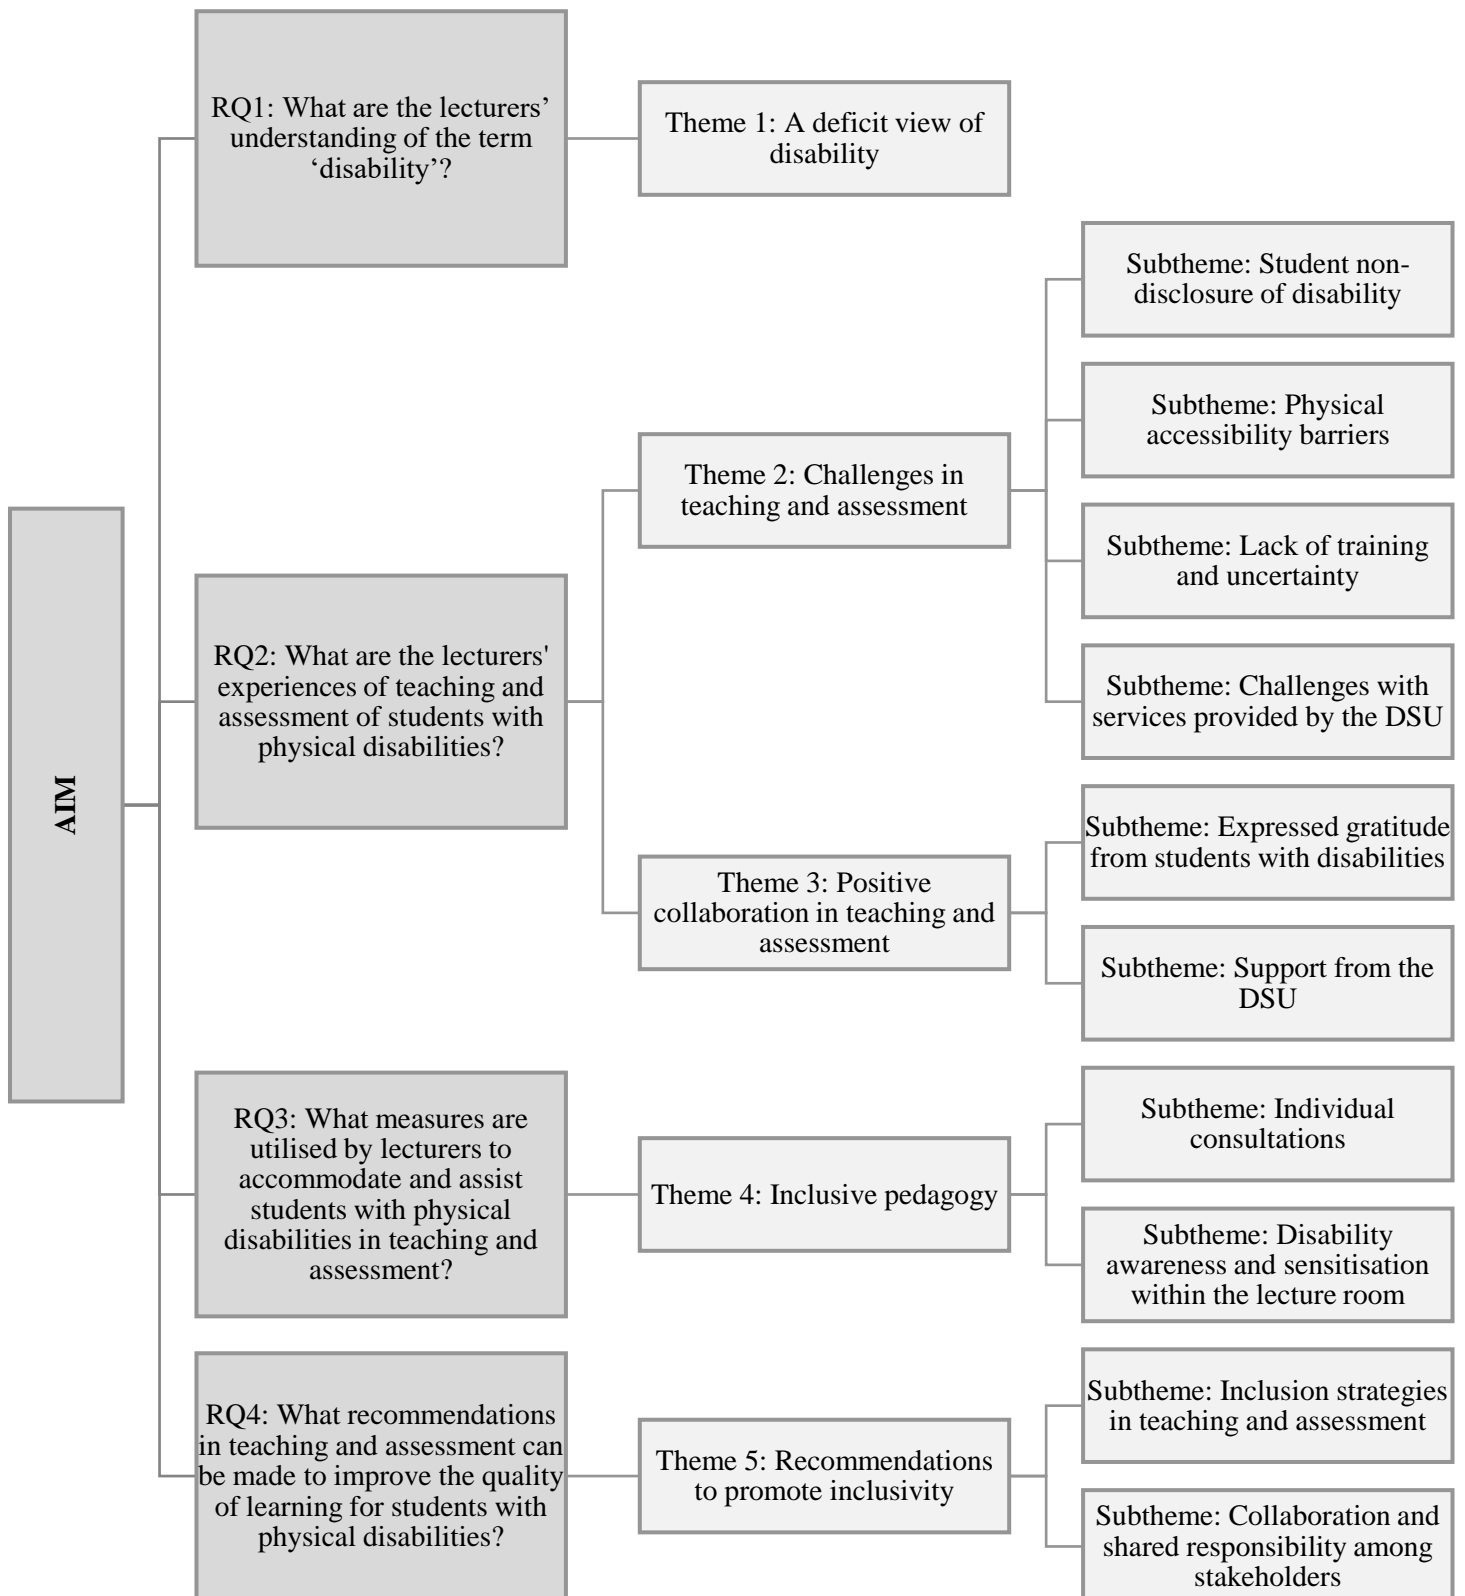 AIM
RQ1: What are the lecturers’
understanding of the term
‘disability’?
Theme 1: A deficit view of
disability
RQ2: What are the lecturers'
experiences of teaching and
assessment of students with
physical disabilities?
Theme 2: Challenges in
teaching and assessment
Subtheme: Student non-
disclosure of disability
Subtheme: Physical
accessibility barriers
Subtheme: Lack of training
and uncertainty
Subtheme: Challenges with
services provided by the DSU
Theme 3: Positive
collaboration in teaching and
assessment
Subtheme: Expressed gratitude
from students with disabilities
Subtheme: Support from the
DSU
RQ3: What measures are
utilised by lecturers to
accommodate and assist
students with physical
disabilities in teaching and
assessment?
Theme 4: Inclusive pedagogy
Subtheme: Individual
consultations
Subtheme: Disability
awareness and sensitisation
within the lecture room
RQ4: What recommendations
in teaching and assessment can
be made to improve the quality
of learning for students with
physical disabilities?
Theme 5: Recommendations
to promote inclusivity
Subtheme: Inclusion strategies
in teaching and assessment
Subtheme: Collaboration and
shared responsibility among
stakeholders